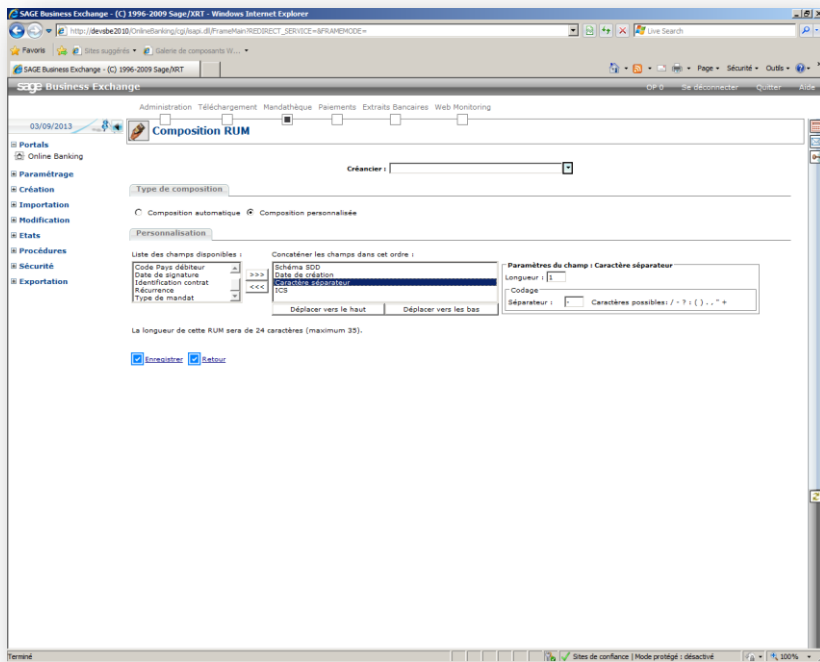 SAGE Business Exchange - (C) 1996-2009 Sage/XRT - Windows Internet Explorer
http://devsbe2010/OnlineBanking/cgi/isapi.dll/FrameMain?REDIRECT_SERVICE=&FRAMEMODE=
Live Search
Favoris Sites suggérés Galerie de composants W...
SAGE Business Exchange - (C) 1996-2009 Sage/XRT
Page Sécurité Outils
sage Business Exchange
OP 0 Se déconnecter Quitter Aide
Administration Téléchargement Mandathèque Paiements Extraits Bancaires Web Monitoring
03/09/2013
Composition RUM
Portals
Online Banking
Paramétrage
Création
Importation
Modification
Etats
Procédures
Sécurité
Exportation
Créancier :
Type de composition
Composition automatique Composition personnalisée
Personnalisation
Liste des champs disponibles :
Code Pays débiteur
Date de signature
Identification contrat
Récurrence
Type de mandat
>>>
<<<
Concaténer les champs dans cet ordre :
Schéma SDD
Date de création
Caractère séparateur
ICS
Déplacer vers le haut Déplacer vers les bas
Paramètres du champ : Caractère séparateur
Longueur : 1
Codage
Séparateur : - Caractères possibles: / - ? : ( ) . , " +
La longueur de cette RUM sera de 24 caractères (maximum 35).
Enregistrer Retour
Terminé
Sites de confiance | Mode protégé : désactivé
100%